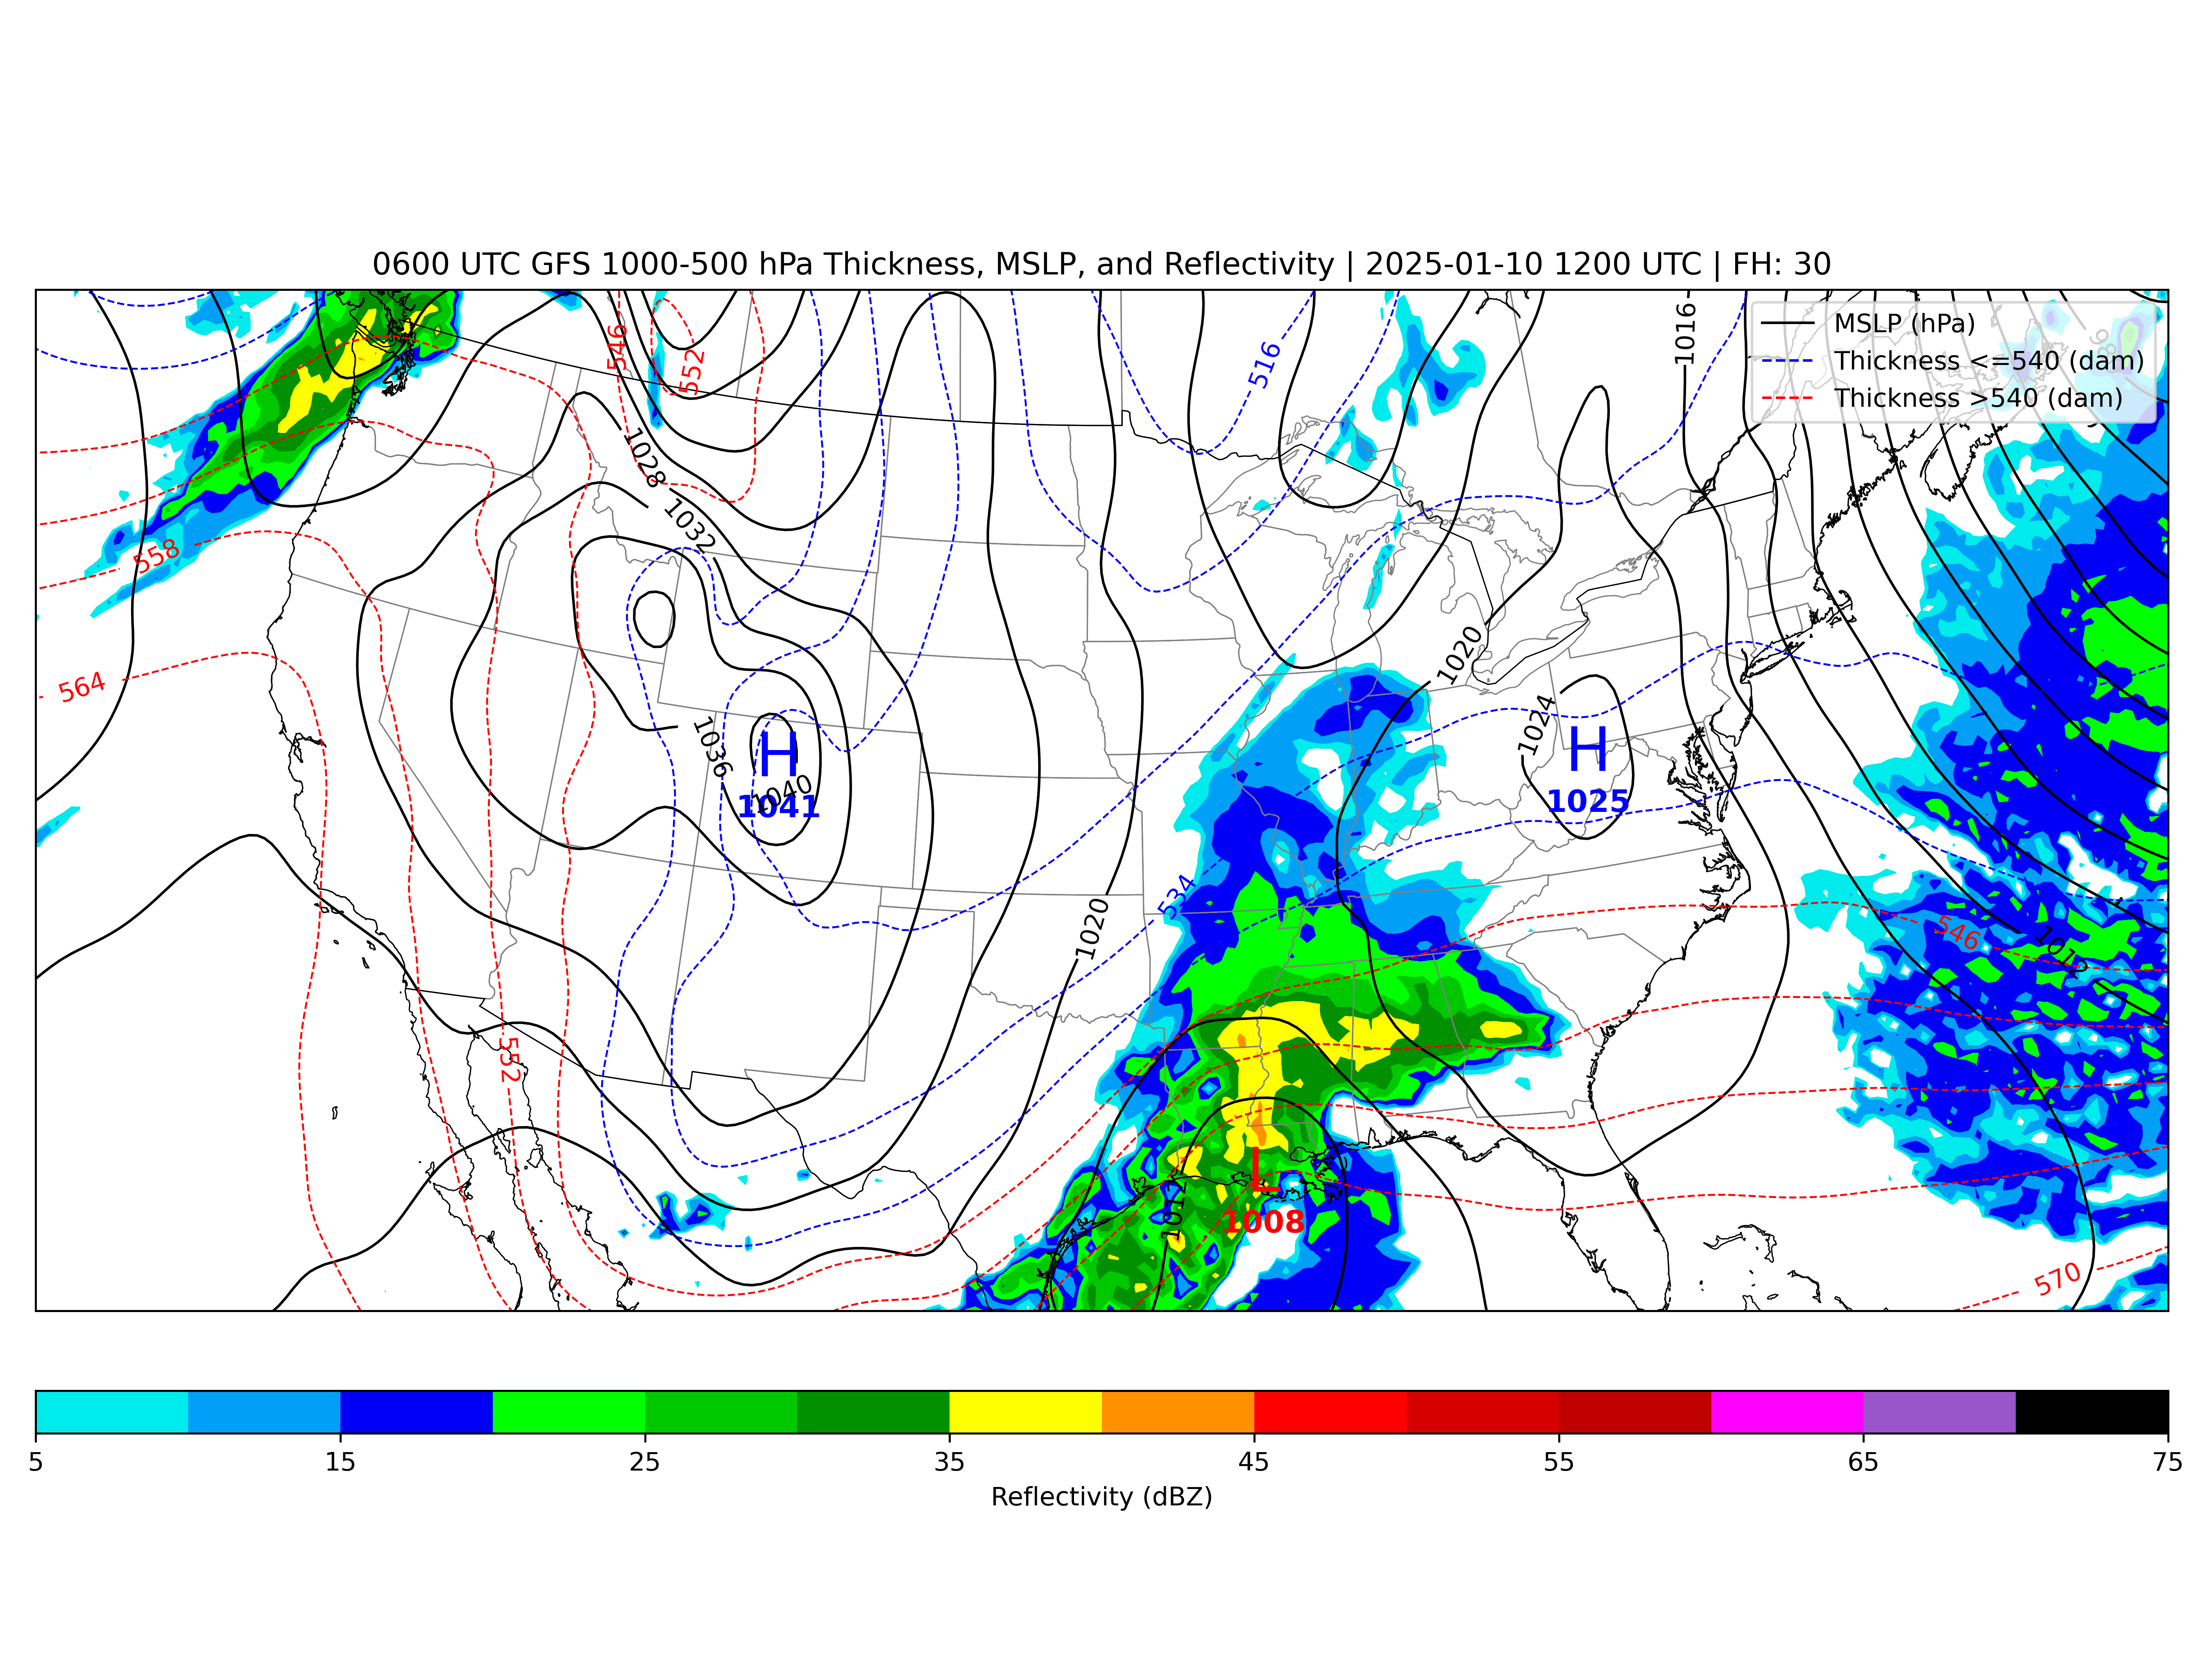 0600 UTC GFS 1000-500 hPa Thickness, MSLP, and Reflectivity | 2025-01-10 1200 UTC | FH: 30
MSLP (hPa)
Thickness <=540 (dam)
Thickness >540 (dam)
1016
546
552
516
1028
1032
558
564
1020
1024
H
1025
1036
H
1040
1041
534
1020
546
1012
552
L
1008
1012
570
5 15 25 35 45 55 65 75
Reflectivity (dBZ)